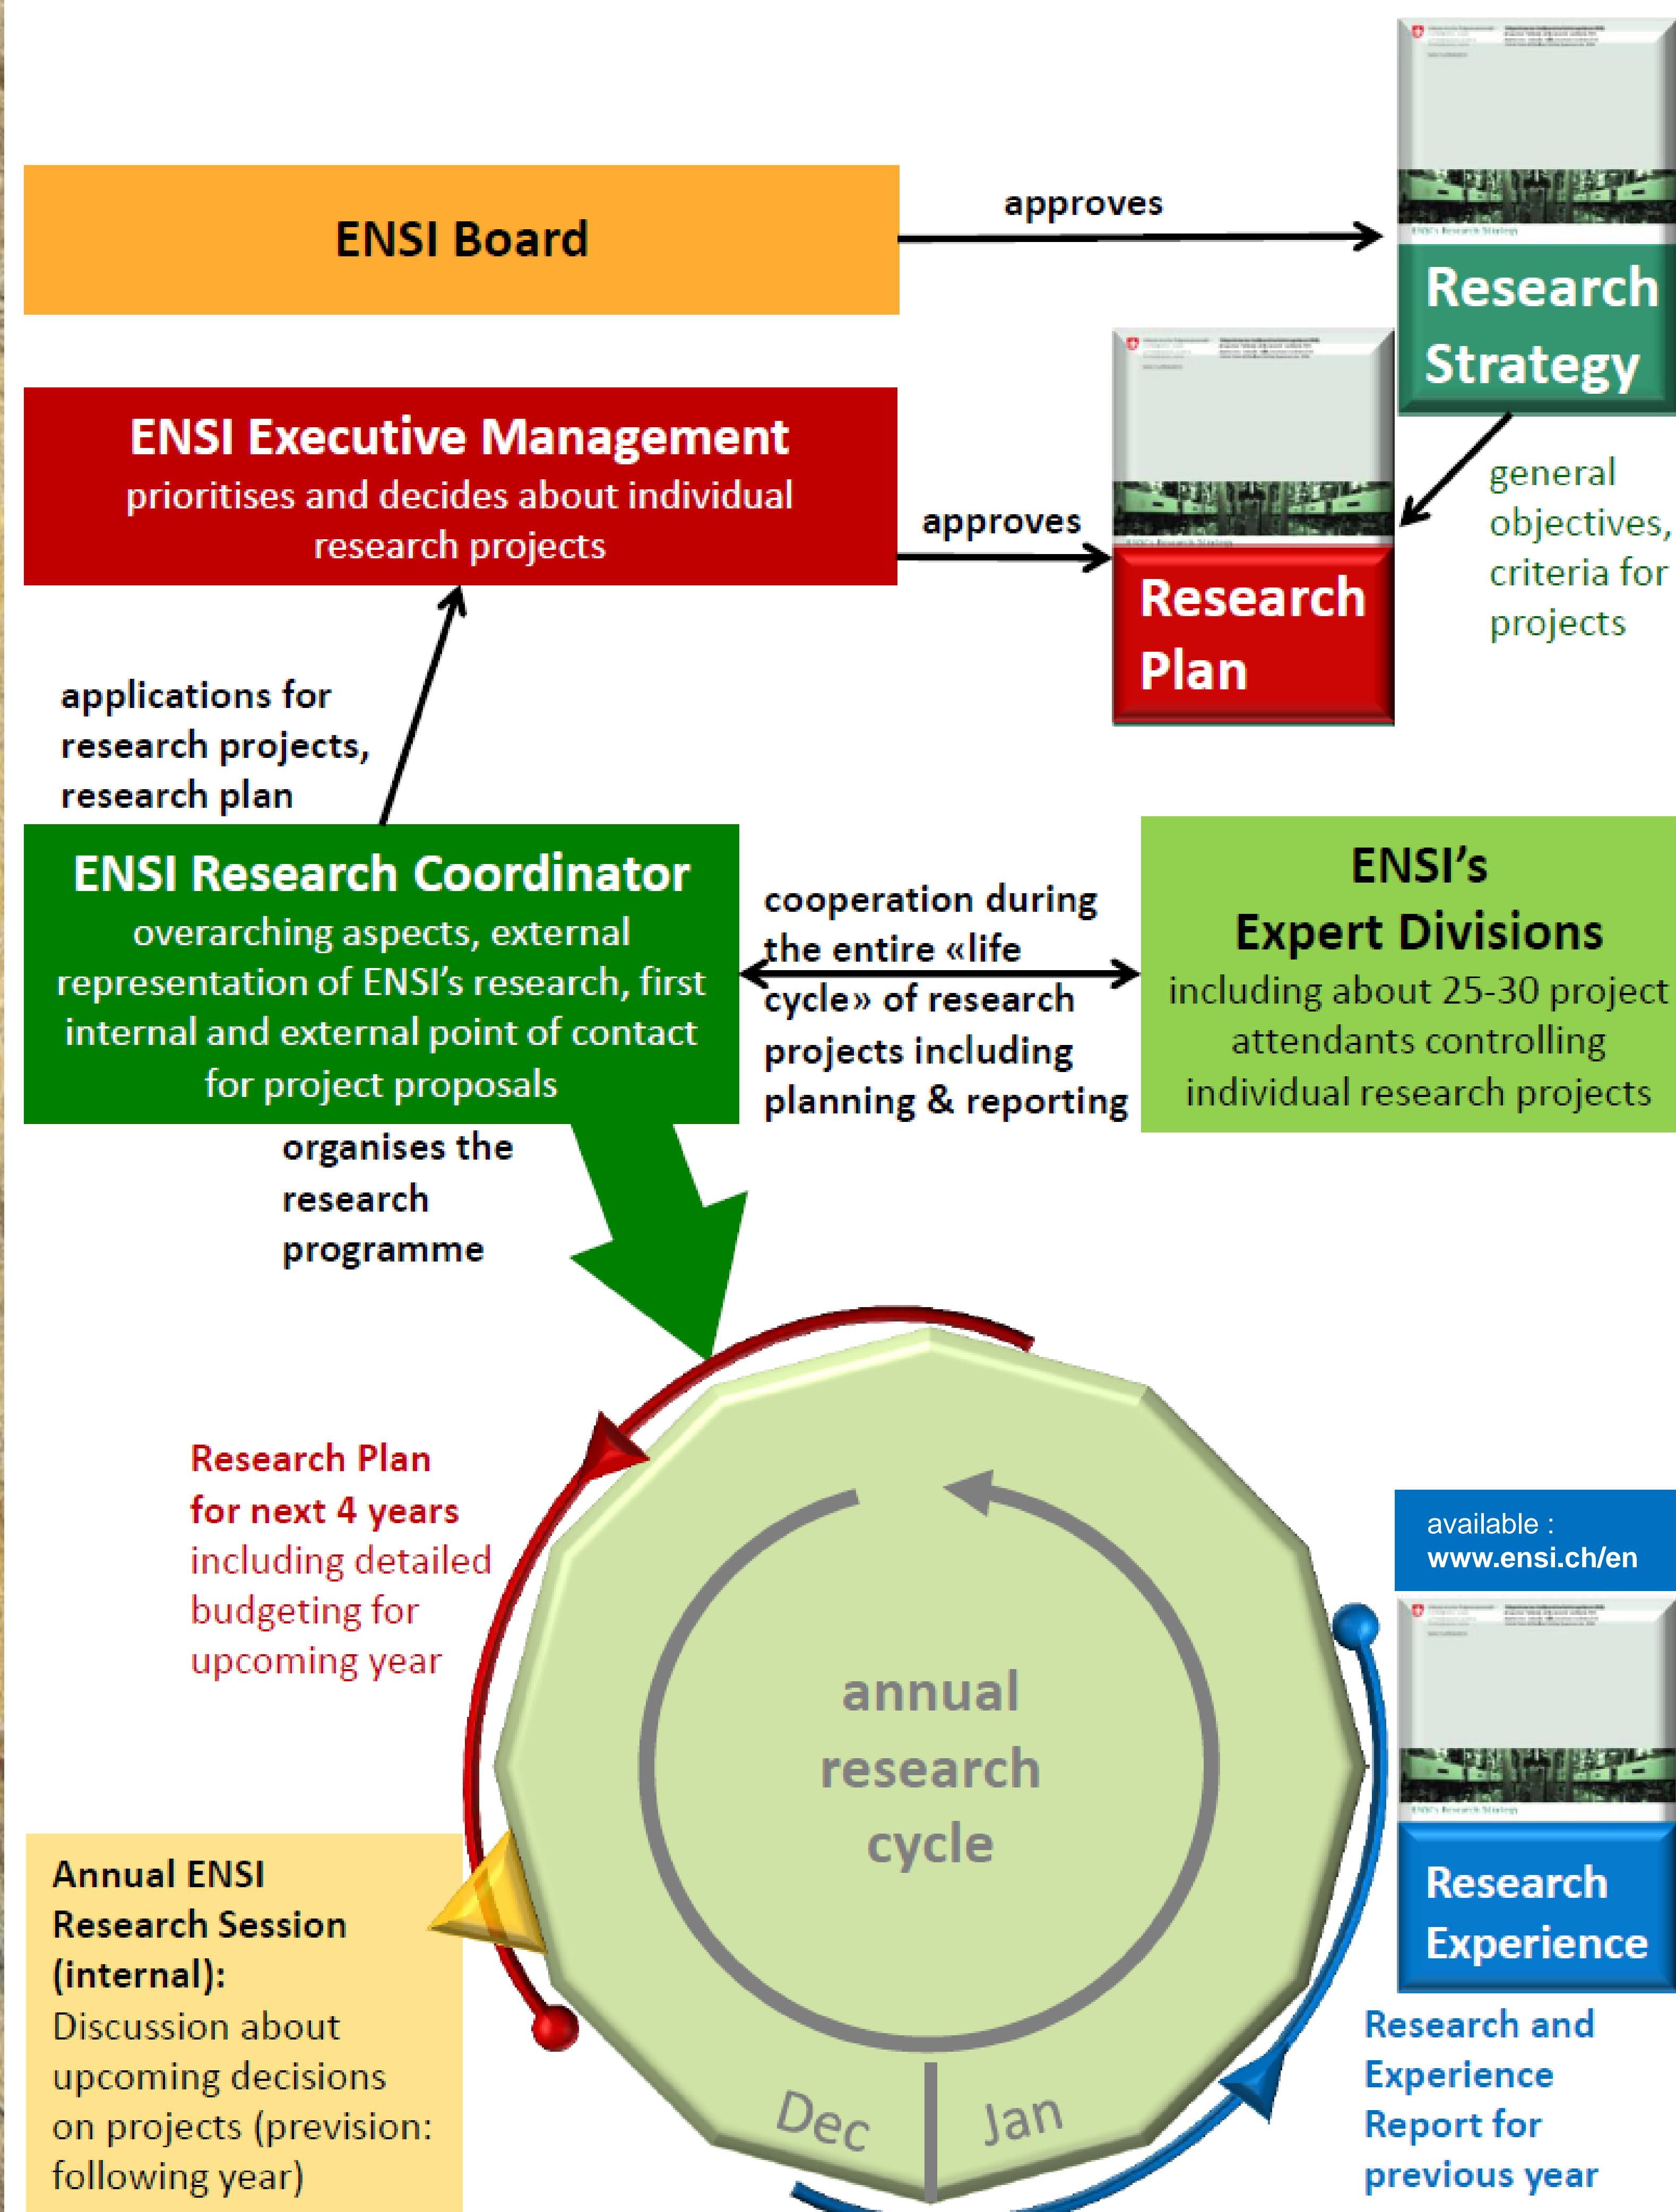 ENSI Board
approves
ENSI's Research Strategy
Research
Strategy
ENSI Executive Management
prioritises and decides about individual
research projects
approves
Research
Plan
general
objectives,
criteria for
projects
applications for
research projects,
research plan
ENSI Research Coordinator
overarching aspects, external
representation of ENSI’s research, first
internal and external point of contact
for project proposals
cooperation during
the entire «life
cycle» of research
projects including
planning & reporting
ENSI’s
Expert Divisions
including about 25-30 project
attendants controlling
individual research projects
organises the
research
programme
Research Plan
for next 4 years
including detailed
budgeting for
upcoming year
annual
research
cycle
Dec
Jan
available :
www.ensi.ch/en
ENSI's Research Strategy
Research
Experience
Annual ENSI
Research Session
(internal):
Discussion about
upcoming decisions
on projects (prevision:
following year)
Research and
Experience
Report for
previous year